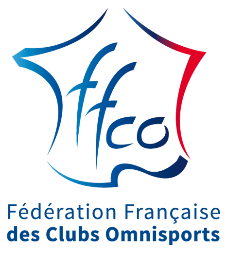 ffco
Fédération Française
des Clubs Omnisports